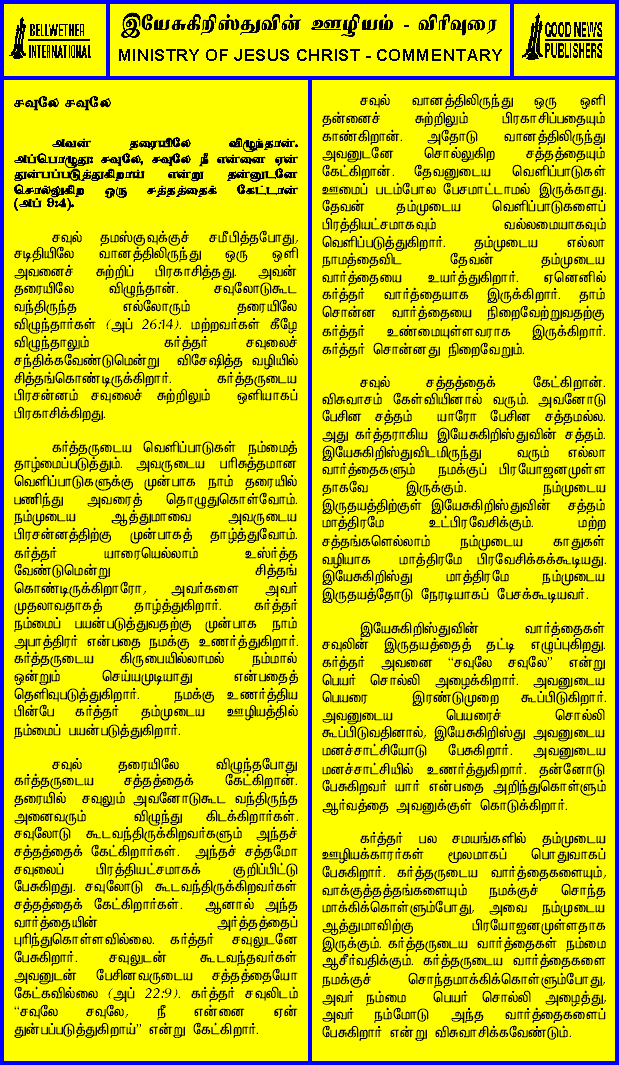 BELLWETHER
INTERNATIONAL
இயேசுகிறிஸ்துவின் ஊழியம் - விரிவுரை
MINISTRY OF JESUS CHRIST - COMMENTARY
GOOD NEWS
PUBLISHERS
சவுலே சவுலே
அவன் தரையிலே விழுந்தான்.
அப்பொழுது: சவுலே, சவுலே நீ என்னை ஏன்
துன்பப்படுத்துகிறாய் என்று தன்னுடனே
சொல்லுகிற ஒரு சத்தத்தைக் கேட்டான்
(அப் 9:4).
சவுல் தமஸ்குவுக்குச் சமீபித்தபோது,
சடிதியிலே வானத்திலிருந்து ஒரு ஒளி
அவனைச் சுற்றிப் பிரகாசித்தது. அவன்
தரையிலே விழுந்தான். சவுலோடுகூட
வந்திருந்த எல்லோரும் தரையிலே
விழுந்தார்கள் (அப் 26:14). மற்றவர்கள் கீழே
விழுந்தாலும் கர்த்தர் சவுலைச்
சந்திக்கவேண்டுமென்று விசேஷித்த வழியில்
சித்தங்கொண்டிருக்கிறார். கர்த்தருடைய
பிரசன்னம் சவுலைச் சுற்றிலும் ஒளியாகப்
பிரகாசிக்கிறது.
கர்த்தருடைய வெளிப்பாடுகள் நம்மைத்
தாழ்மைப்படுத்தும். அவருடைய பரிசுத்தமான
வெளிப்பாடுகளுக்கு முன்பாக நாம் தரையில்
பணிந்து அவரைத் தொழுதுகொள்வோம்.
நம்முடைய ஆத்துமாவை அவருடைய
பிரசன்னத்திற்கு முன்பாகத் தாழ்த்துவோம்.
கர்த்தர் யாரையெல்லாம் உயர்த்த
வேண்டுமென்று சித்தங்
கொண்டிருக்கிறாரோ, அவர்களை அவர்
முதலாவதாகத் தாழ்த்துகிறார். கர்த்தர்
நம்மைப் பயன்படுத்துவதற்கு முன்பாக நாம்
அபாத்திரர் என்பதை நமக்கு உணர்த்துகிறார்.
கர்த்தருடைய கிருபையில்லாமல் நம்மால்
ஒன்றும் செய்யமுடியாது என்பதைத்
தெளிவுபடுத்துகிறார். நமக்கு உணர்த்திய
பின்பே கர்த்தர் தம்முடைய ஊழியத்தில்
நம்மைப் பயன்படுத்துகிறார்.
சவுல் தரையிலே விழுந்தபோது
கர்த்தருடைய சத்தத்தைக் கேட்கிறான்.
தரையில் சவுலும் அவனோடுகூட வந்திருந்த
அனைவரும் விழுந்து கிடக்கிறார்கள்.
சவுலோடு கூடவந்திருக்கிறவர்களும் அந்தச்
சத்தத்தைக் கேட்கிறார்கள். அந்தச் சத்தமோ
சவுலைப் பிரத்தியட்சமாகக் குறிப்பிட்டு
பேசுகிறது. சவுலோடு கூடவந்திருக்கிறவர்கள்
சத்தத்தைக் கேட்கிறார்கள். ஆனால் அந்த
வார்த்தையின் அர்த்தத்தைப்
புரிந்துகொள்ளவில்லை. கர்த்தர் சவுலுடனே
பேசுகிறார். சவுலுடன் கூடவந்தவர்கள்
அவனுடன் பேசினவருடைய சத்தத்தையோ
கேட்கவில்லை (அப் 22:9). கர்த்தர் சவுலிடம்
"சவுலே சவுலே, நீ என்னை ஏன்
துன்பப்படுத்துகிறாய்" என்று கேட்கிறார்.
சவுல் வானத்திலிருந்து ஒரு ஒளி
தன்னைச் சுற்றிலும் பிரகாசிப்பதையும்
காண்கிறான். அதோடு வானத்திலிருந்து
அவனுடனே சொல்லுகிற சத்தத்தையும்
கேட்கிறான். தேவனுடைய வெளிப்பாடுகள்
ஊமைப் படம்போல பேசமாட்டாமல் இருக்காது.
தேவன் தம்முடைய வெளிப்பாடுகளைப்
பிரத்தியட்சமாகவும் வல்லமையாகவும்
வெளிப்படுத்துகிறார். தம்முடைய எல்லா
நாமத்தைவிட தேவன் தம்முடைய
வார்த்தையை உயர்த்துகிறார். ஏனெனில்
கர்த்தர் வார்த்தையாக இருக்கிறார். தாம்
சொன்ன வார்த்தையை நிறைவேற்றுவதற்கு
கர்த்தர் உண்மையுள்ளவராக இருக்கிறார்.
கர்த்தர் சொன்னது நிறைவேறும்.
சவுல் சத்தத்தைக் கேட்கிறான்.
விசுவாசம் கேள்வியினால் வரும். அவனோடு
பேசின சத்தம் யாரோ பேசின சத்தமல்ல.
அது கர்த்தராகிய இயேசுகிறிஸ்துவின் சத்தம்.
இயேசுகிறிஸ்துவிடமிருந்து வரும் எல்லா
வார்த்தைகளும் நமக்குப் பிரயோஜனமுள்ள
தாகவே இருக்கும். நம்முடைய
இருதயத்திற்குள் இயேசுகிறிஸ்துவின் சத்தம்
மாத்திரமே உட்பிரவேசிக்கும். மற்ற
சத்தங்களெல்லாம் நம்முடைய காதுகள்
வழியாக மாத்திரமே பிரவேசிக்கக்கூடியது.
இயேசுகிறிஸ்து மாத்திரமே நம்முடைய
இருதயத்தோடு நேரடியாகப் பேசக்கூடியவர்.
இயேசுகிறிஸ்துவின் வார்த்தைகள்
சவுலின் இருதயத்தைத் தட்டி எழுப்புகிறது.
கர்த்தர் அவனை "சவுலே சவுலே" என்று
பெயர் சொல்லி அழைக்கிறார். அவனுடைய
பெயரை இரண்டுமுறை கூப்பிடுகிறார்.
அவனுடைய பெயரைச் சொல்லி
கூப்பிடுவதினால், இயேசுகிறிஸ்து அவனுடைய
மனச்சாட்சியோடு பேசுகிறார். அவனுடைய
மனச்சாட்சியில் உணர்த்துகிறார். தன்னோடு
பேசுகிறவர் யார் என்பதை அறிந்துகொள்ளும்
ஆர்வத்தை அவனுக்குள் கொடுக்கிறார்.
கர்த்தர் பல சமயங்களில் தம்முடைய
ஊழியக்காரர்கள் மூலமாகப் பொதுவாகப்
பேசுகிறார். கர்த்தருடைய வார்த்தைகளையும்,
வாக்குத்தத்தங்களையும் நமக்குச் சொந்த
மாக்கிக்கொள்ளும்போது, அவை நம்முடைய
ஆத்துமாவிற்கு பிரயோஜனமுள்ளதாக
இருக்கும். கர்த்தருடைய வார்த்தைகள் நம்மை
ஆசீர்வதிக்கும். கர்த்தருடைய வார்த்தைகளை
நமக்குச் சொந்தமாக்கிக்கொள்ளும்போது,
அவர் நம்மை பெயர் சொல்லி அழைத்து,
அவர் நம்மோடு அந்த வார்த்தைகளைப்
பேசுகிறார் என்று விசுவாசிக்கவேண்டும்.